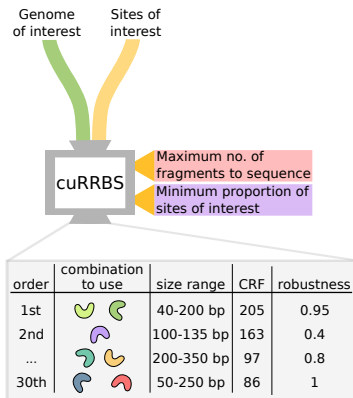 Genome
of interest
Sites of
interest
cuRRBS
Maximum no. of
fragments to sequence
Minimum proportion of
sites of interest
order combination to use size range CRF robustness
1st 40-200 bp 205 0.95
2nd 100-135 bp 163 0.4
... 200-350 bp 97 0.8
30th 50-250 bp 86 1